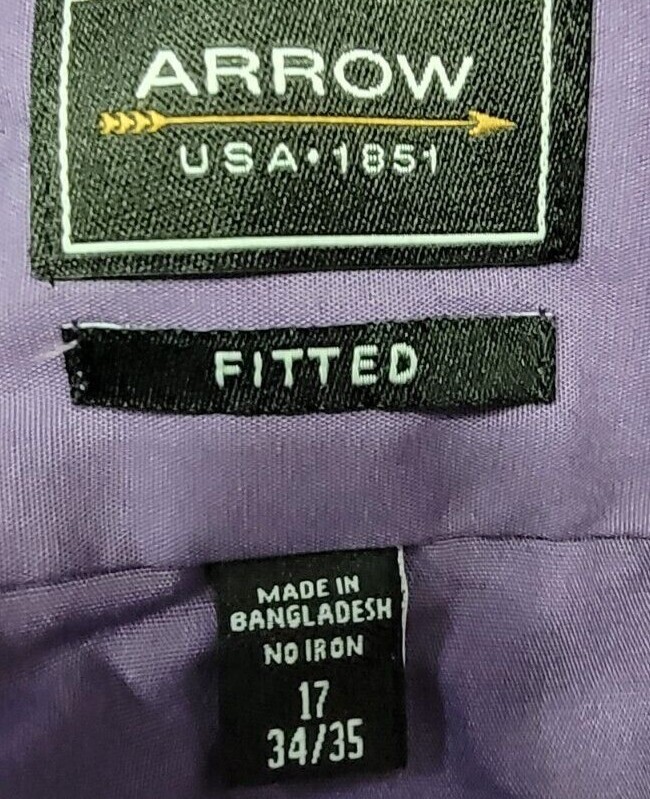 ARROW
USA•1851
FITTED
MADE IN
BANGLADESH
NO IRON
17
34/35